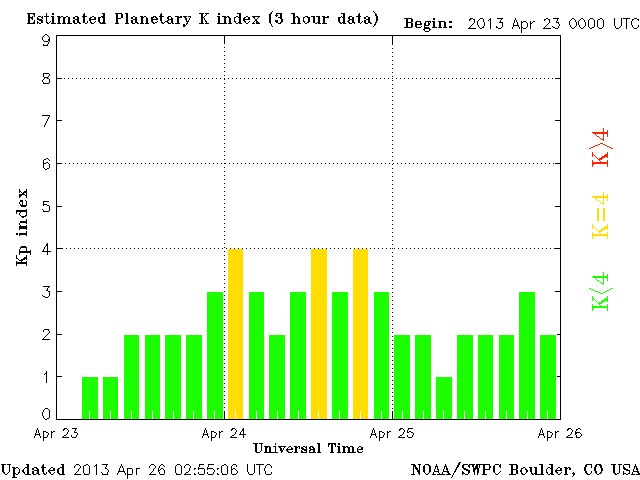 Estimated Planetary K index (3 hour data) Begin: 2013 Apr 23 0000 UTC
9
8
7
6
5
4
3
2
1
0
Kp index
K>4
K=4
K<4
Apr 23 Apr 24 Apr 25 Apr 26
Universal Time
Updated 2013 Apr 26 02:55:06 UTC NOAA/SWPC Boulder, CO USA